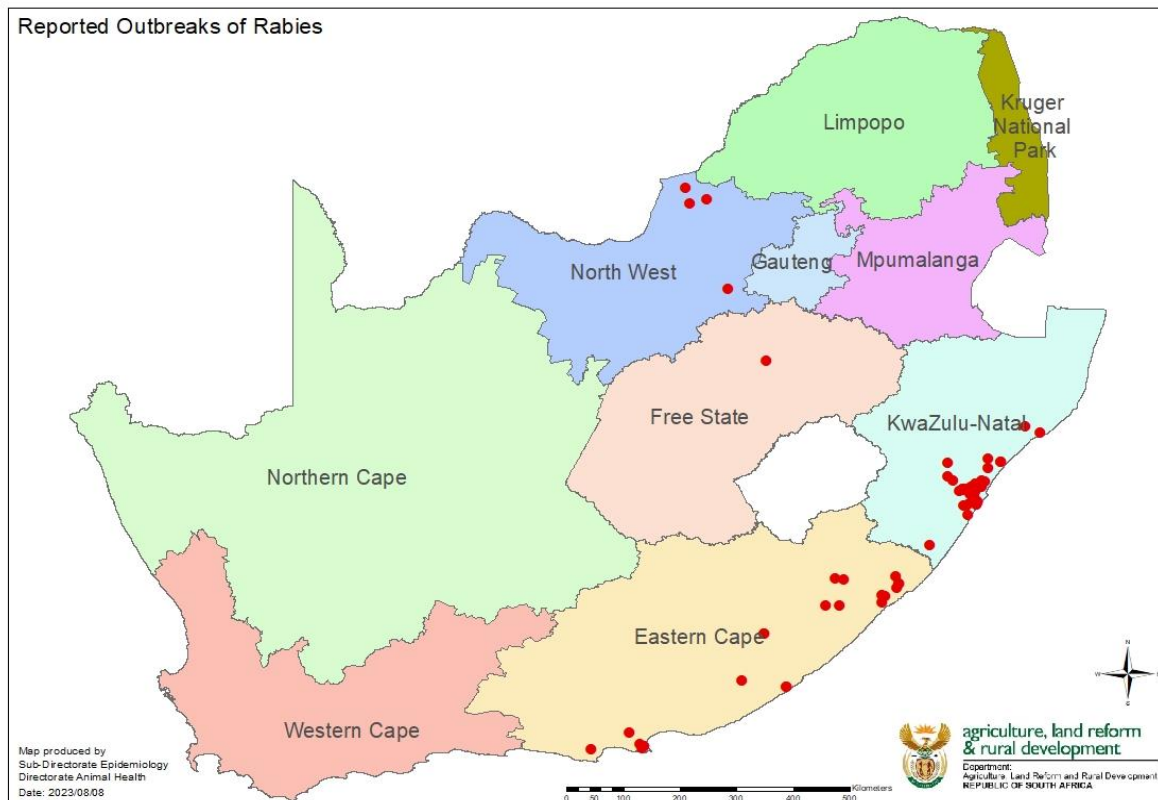 Reported Outbreaks of Rabies
Limpopo
Kruger
National
Park
North West
Gauteng
Mpumalanga
Free State
KwaZulu-Natal
Northern Cape
Eastern Cape
Western Cape
N
W
S
Map produced by
Sub-Directorate Epidemiology
Directorate Animal Health
Date: 2023/08/08
Kilometers
0 50 100 200 300 400 500
agriculture, land reform
& rural development
Department:
Agriculture, Land Reform and Rural Development
REPUBLIC OF SOUTH AFRICA